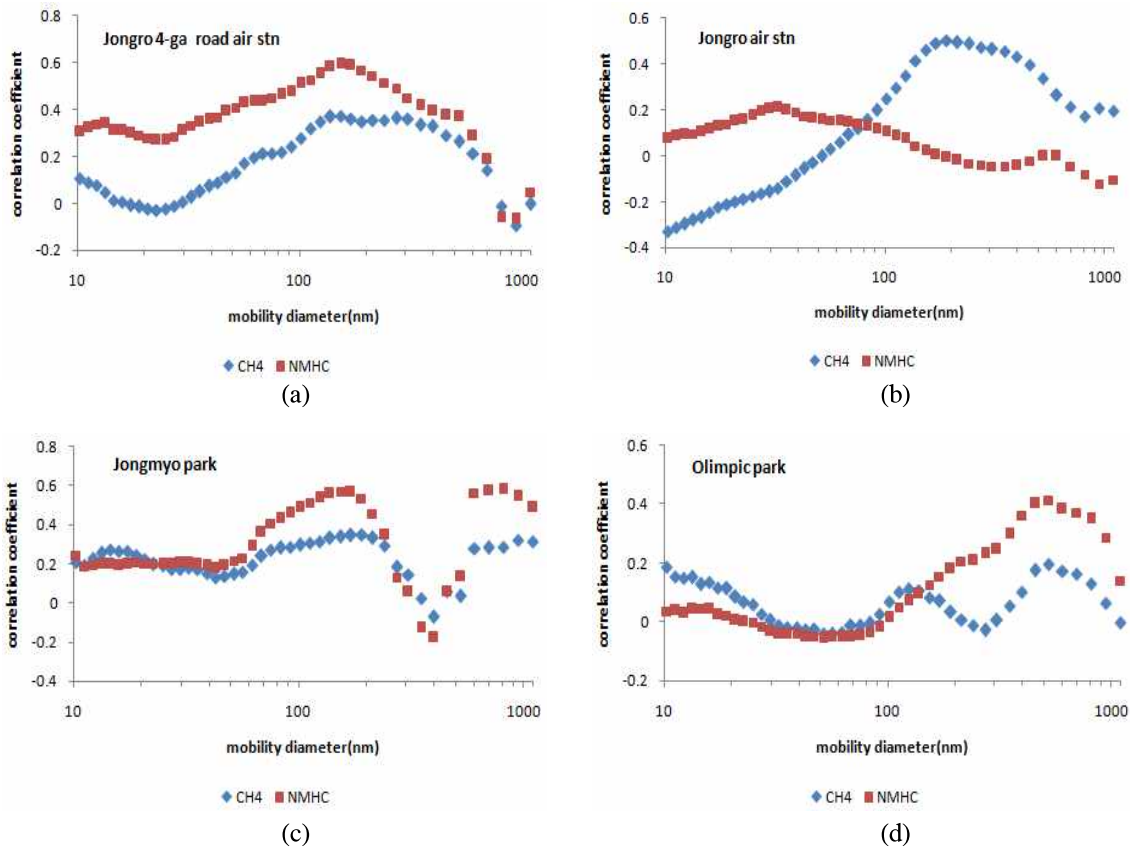 Jongro 4-ga road air stn
correlation coefficient
0.8
0.6
0.4
0.2
0
-0.2
10 100 1000
mobility diameter(nm)
CH4 NMHC
(a)
Jongro air stn
correlation coefficient
0.6
0.4
0.2
0
-0.2
-0.4
10 100 1000
mobility diameter(nm)
CH4 NMHC
(b)
Jongmyo park
correlation coefficient
0.8
0.6
0.4
0.2
0
-0.2
-0.4
10 100 1000
mobility diameter(nm)
CH4 NMHC
(c)
Olimpic park
correlation coefficient
0.6
0.4
0.2
0
-0.2
10 100 1000
mobility diameter(nm)
CH4 NMHC
(d)